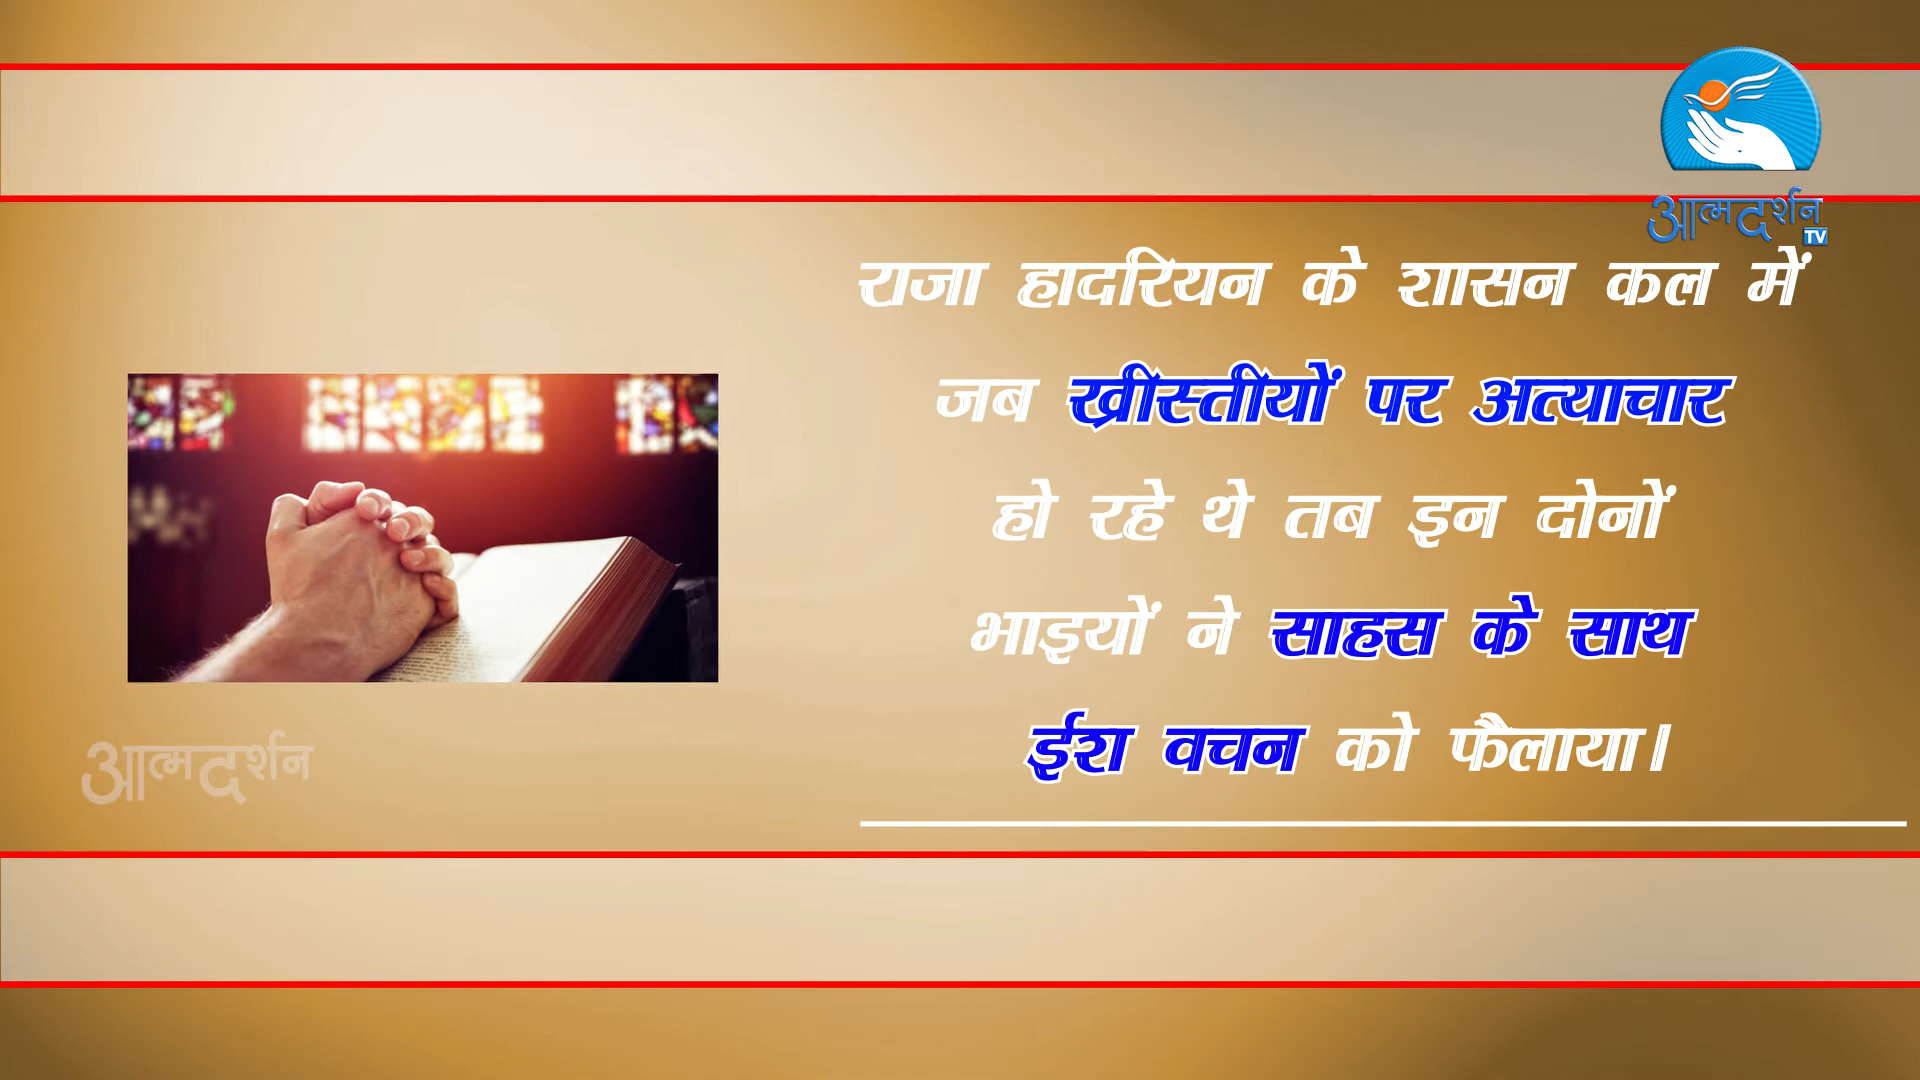 आत्मदर्शन
TV
राजा हादरियन के शासन कल में
जब ख्रीस्तीयों पर अत्याचार
हो रहे थे तब इन दोनों
भाइयों ने साहस के साथ
ईश वचन को फैलाया।
आत्मदर्शन